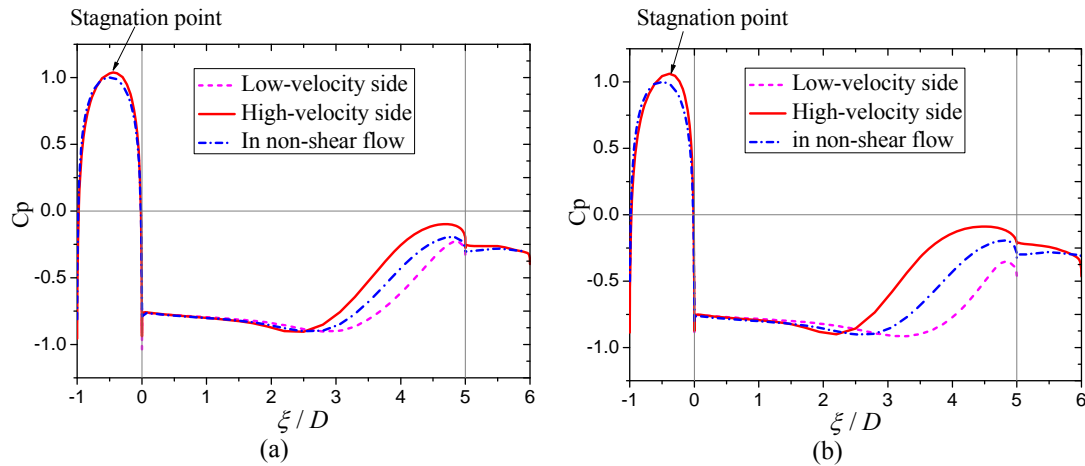 Stagnation point
1.0
0.5
0.0
-0.5
-1.0
Cp
Low-velocity side
High-velocity side
In non-shear flow
-1 0 1 2 3 4 5 6
ξ / D
(a)
Stagnation point
1.0
0.5
0.0
-0.5
-1.0
Cp
Low-velocity side
High-velocity side
in non-shear flow
-1 0 1 2 3 4 5 6
ξ / D
(b)